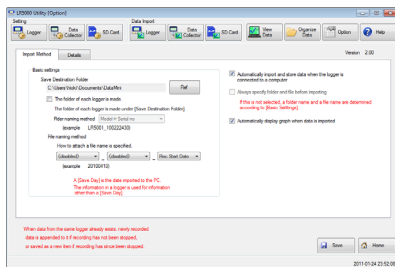 LR5000 Utility [Option]
Setting
Data Import
Logger
Data Collector
SD Card
Logger
Data Collector
SD Card
View Data
Organize Data
Option
Help
Import Method
Details
Version 2.00
Basic settings
Save Destination Folder
Ref
The folder of each logger is made
The folder of each logger is made under [Save Destination Folder].
Flder naming method
Model + Serial no
(example LR5001_100222430)
File naming method
How to attach a file name is specified.
(disabled)
_
(disabled)
_
Rec. Start Date
(example 20100410)
A [Save Day] is the date imported to the PC.
The information in a logger is used for information
other than a [Save Day].
Automatically import and store data when the logger is
connected to a computer
Always specify folder and file before importing
If this is not selected, a folder name and a file name are determined
according to [Basic Settings].
Automatically display graph when data is imported
When data from the same logger already exists, newly recorded
data is appended to it if recording has not been stopped,
or saved as a new item if recording has since been stopped.
Save
Home
2011-01-24 23:52:08